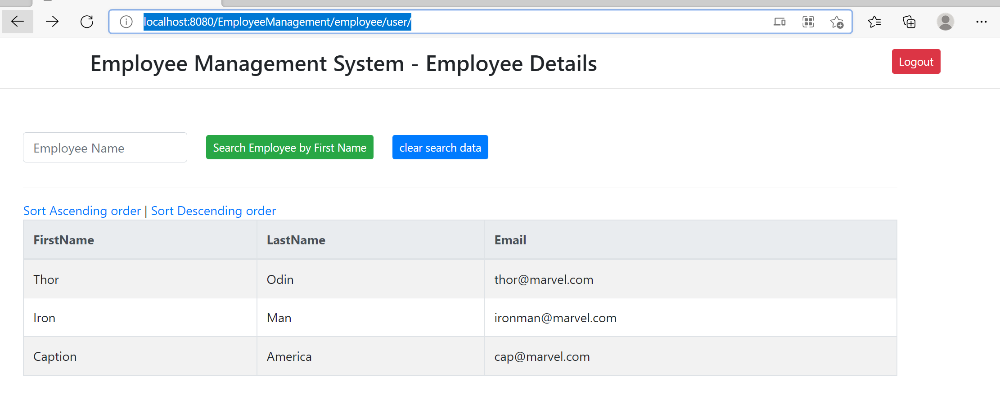 localhost:8080/EmployeeManagement/employee/user/
Employee Management System - Employee Details
Logout
Employee Name
Search Employee by First Name
clear search data
Sort Ascending order | Sort Descending order
FirstName LastName Email
Thor Odin thor@marvel.com
Iron Man ironman@marvel.com
Caption America cap@marvel.com